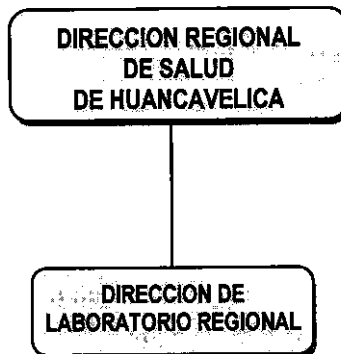 DIRECCION REGIONAL
DE SALUD
DE HUANCAVELICA
DIRECCION DE
LABORATORIO REGIONAL